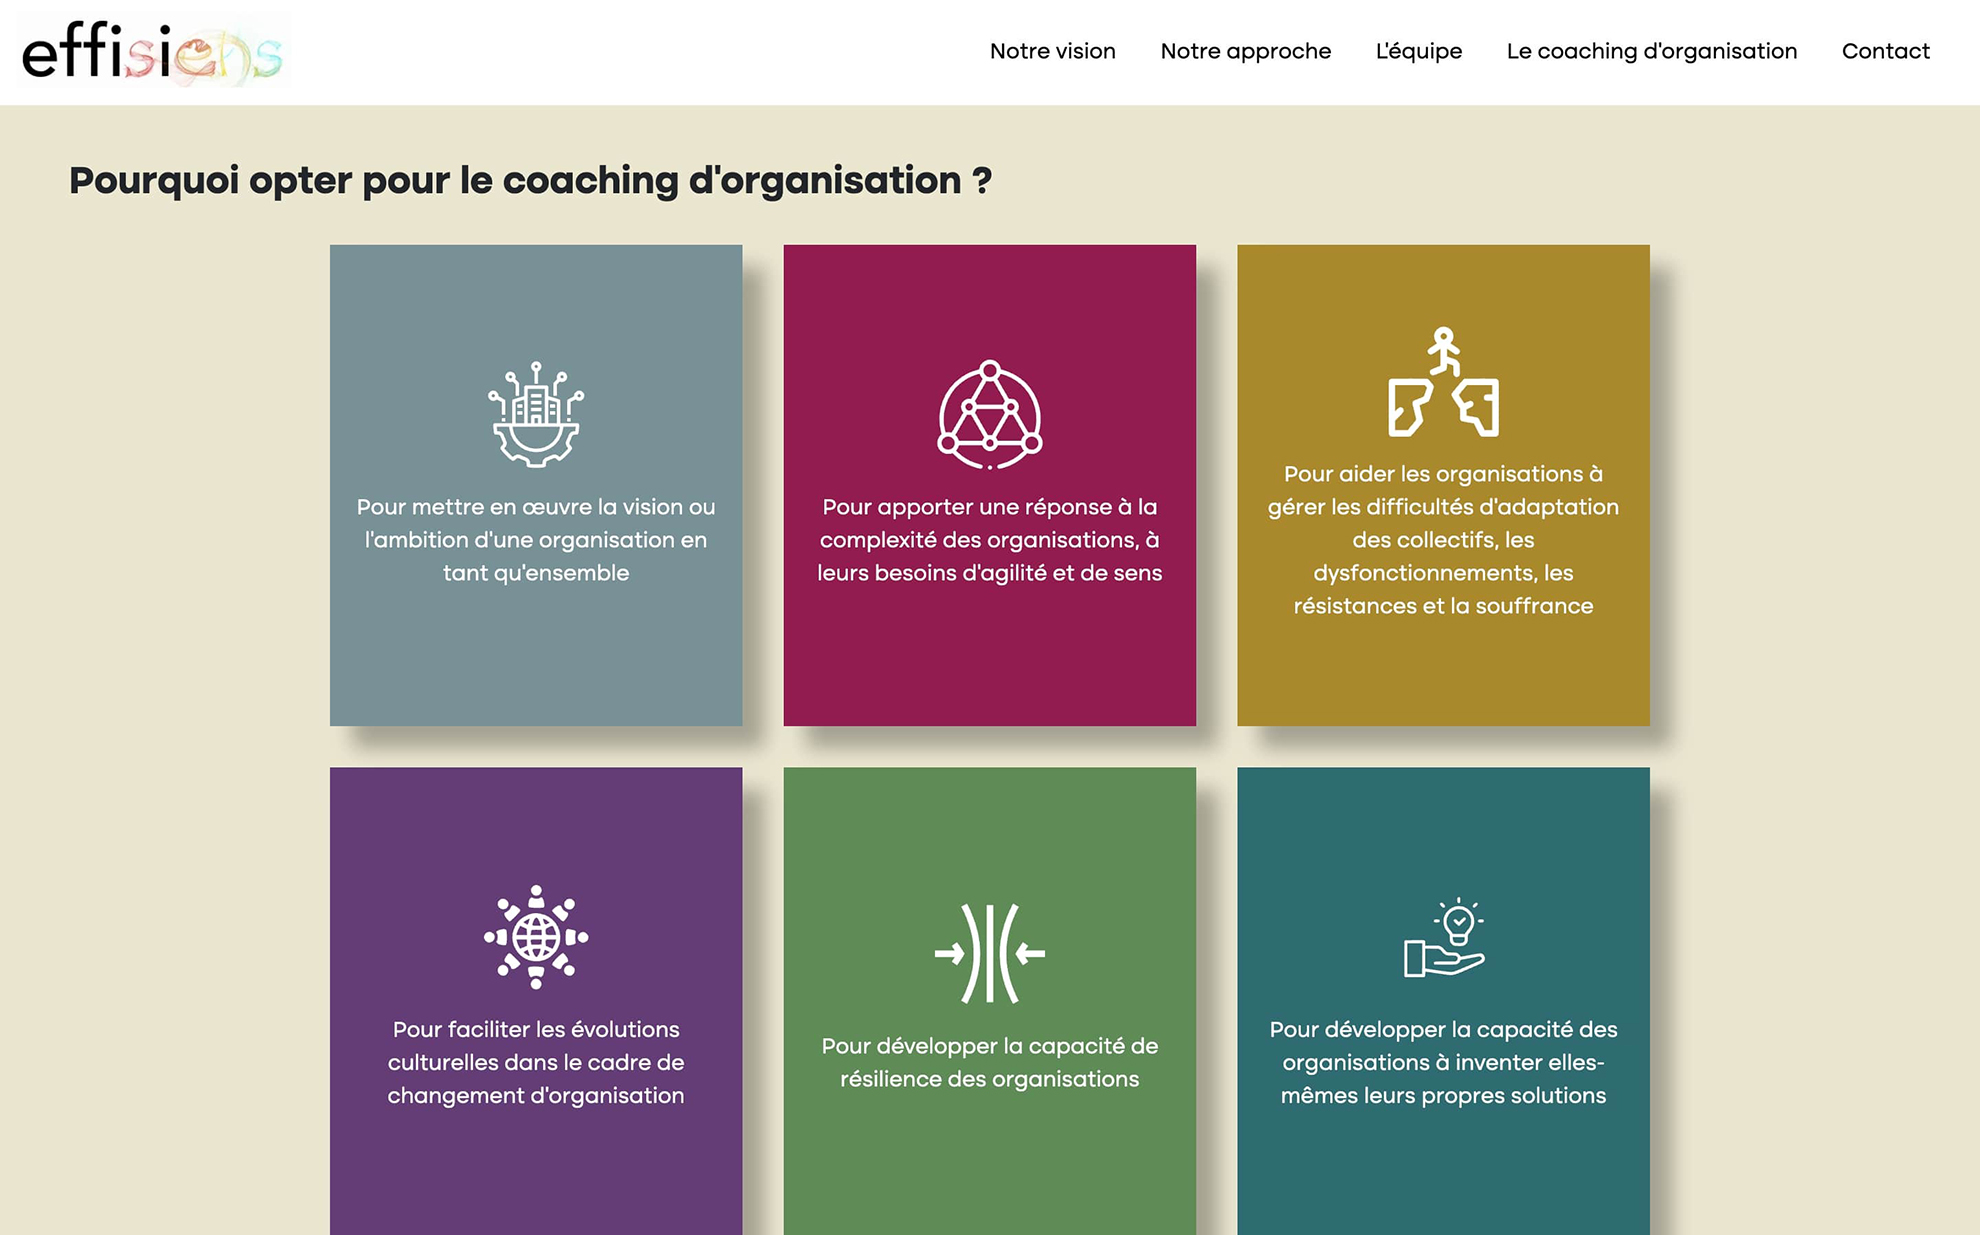 effisiens
Notre vision
Notre approche
L'équipe
Le coaching d'organisation
Contact
Pourquoi opter pour le coaching d'organisation ?
Pour mettre en œuvre la vision ou
l'ambition d'une organisation en
tant qu'ensemble
Pour apporter une réponse à la
complexité des organisations, à
leurs besoins d'agilité et de sens
Pour aider les organisations à
gérer les difficultés d'adaptation
des collectifs, les
dysfonctionnements, les
résistances et la souffrance
Pour faciliter les évolutions
culturelles dans le cadre de
changement d'organisation
Pour développer la capacité de
résilience des organisations
Pour développer la capacité des
organisations à inventer elles-
mêmes leurs propres solutions